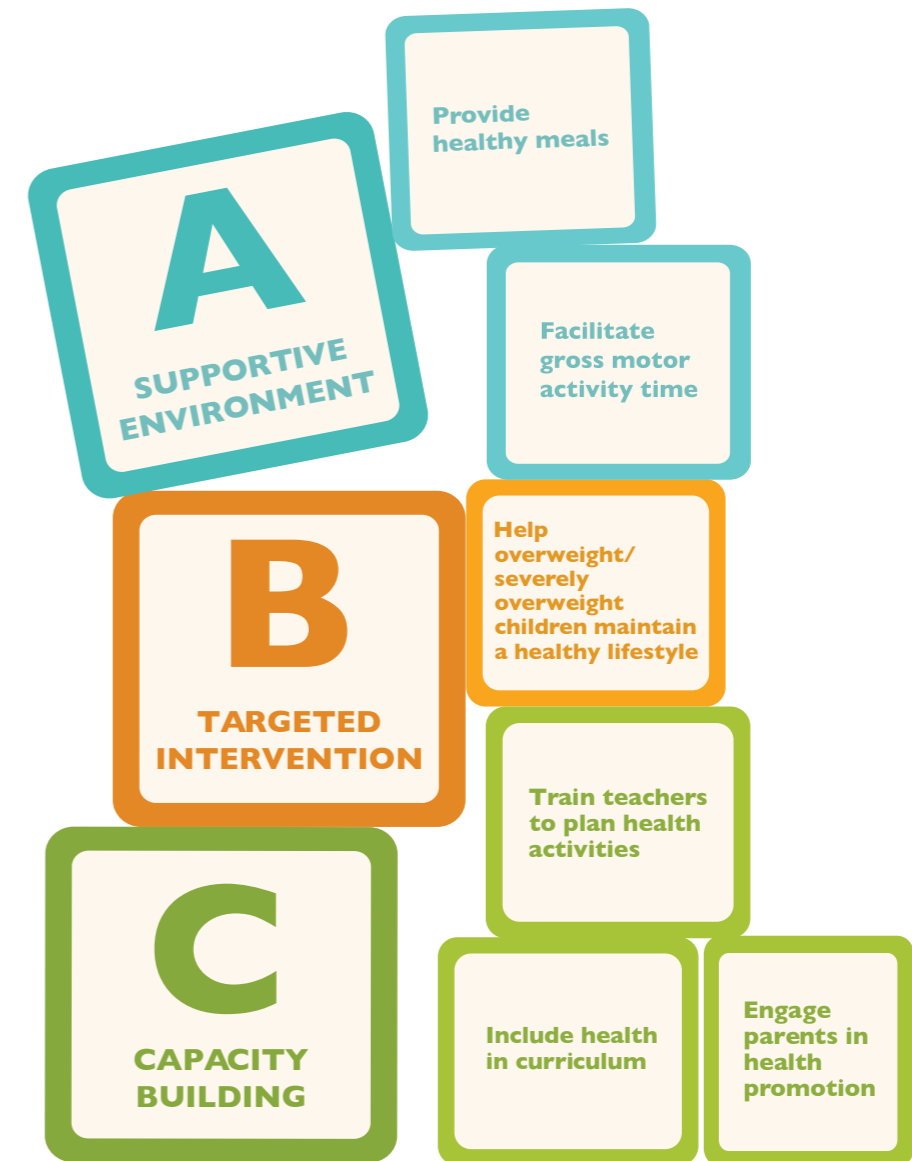 A
SUPPORTIVE
ENVIRONMENT
Provide
healthy meals
Facilitate
gross motor
activity time
B
TARGETED
INTERVENTION
Help
overweight/
severely
overweight
children maintain
a healthy lifestyle
C
CAPACITY
BUILDING
Train teachers
to plan health
activities
Include health
in curriculum
Engage
parents in
health
promotion